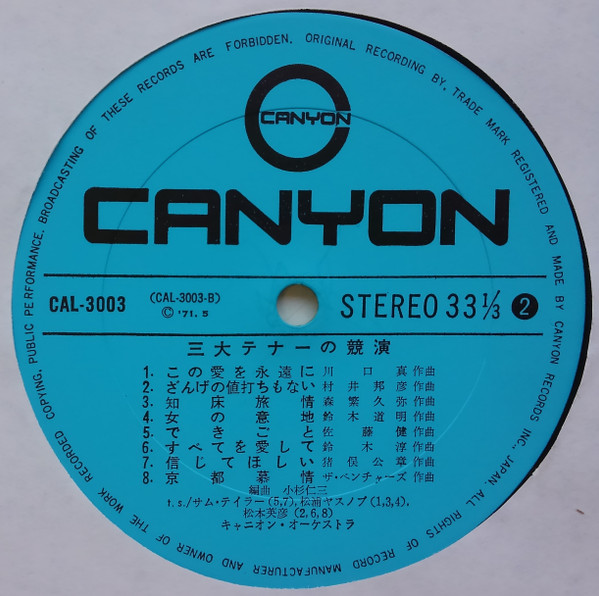 UNAUTHORIZED COPYING, PUBLIC PERFORMANCE, BROADCASTING OF THESE RECORDS ARE FORBIDDEN. ORIGINAL RECORDING BY, TRADE MARK REGISTERED AND MADE BY CANYON RECORDS INC., JAPAN. ALL RIGHTS OF RECORD MANUFACTURER AND OWNER OF THE WORK RECORDED
CANYON
CANYON
CAL-3003
(CAL-3003-B)
© '71. 5
STEREO 33 1/3 2
三大テナーの競演
1. この愛を永遠に 川口真 作曲
2. ざんげの値打ちもない 村井邦彦 作曲
3. 知床旅情 森繁久弥 作曲
4. 女の意地 鈴木道明 作曲
5. できごと 佐藤健 作曲
6. すべてを愛して 鈴木淳 作曲
7. 信じてほしい 猪俣公章 作曲
8. 京都慕情 ザ・ベンチャーズ 作曲
編曲 小杉仁三
t. s./サム・テイラー(5,7), 松浦ヤスノブ(1,3,4).
松本英彦(2,6,8)
キャニオン・オーケストラ